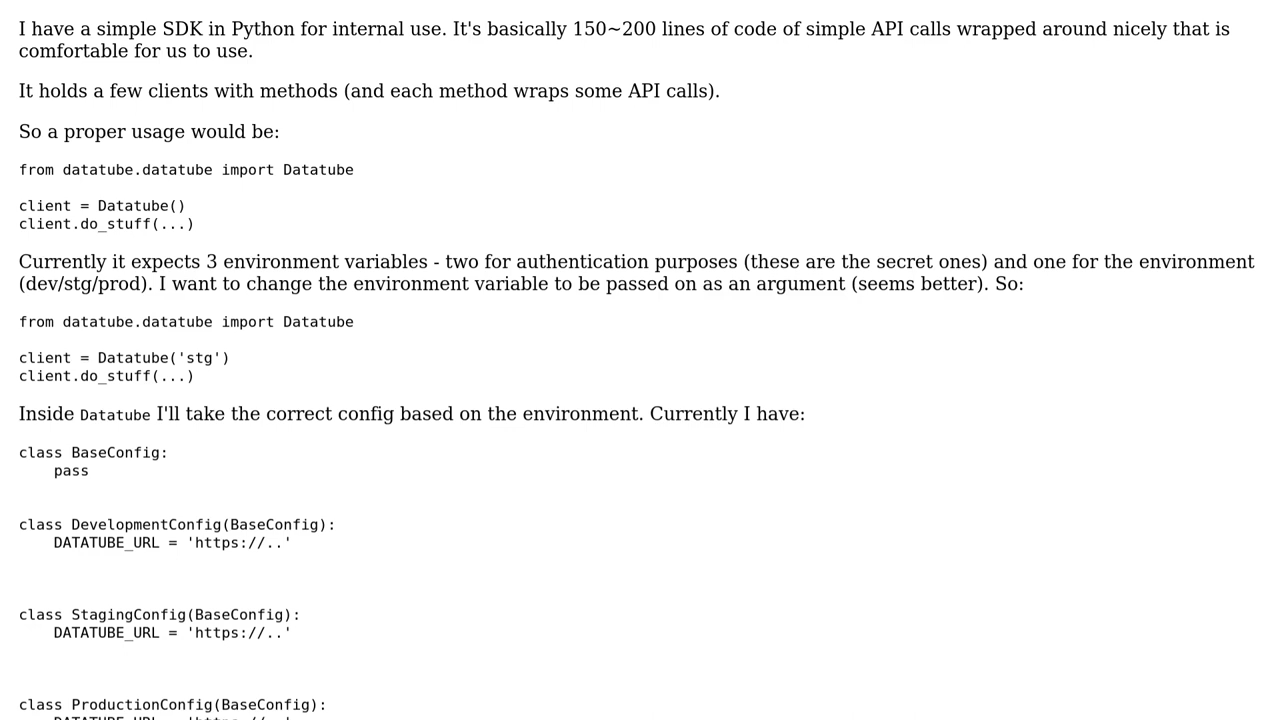 I have a simple SDK in Python for internal use. It's basically 150~200 lines of code of simple API calls wrapped around nicely that is
comfortable for us to use.
It holds a few clients with methods (and each method wraps some API calls).
So a proper usage would be:
from datatube.datatube import Datatube
client = Datatube()
client.do_stuff(...)
Currently it expects 3 environment variables - two for authentication purposes (these are the secret ones) and one for the environment
(dev/stg/prod). I want to change the environment variable to be passed on as an argument (seems better). So:
from datatube.datatube import Datatube
client = Datatube('stg')
client.do_stuff(...)
Inside Datatube I'll take the correct config based on the environment. Currently I have:
class BaseConfig:
    pass
class DevelopmentConfig(BaseConfig):
    DATATUBE_URL = 'https://..'
class StagingConfig(BaseConfig):
    DATATUBE_URL = 'https://..'
class ProductionConfig(BaseConfig):